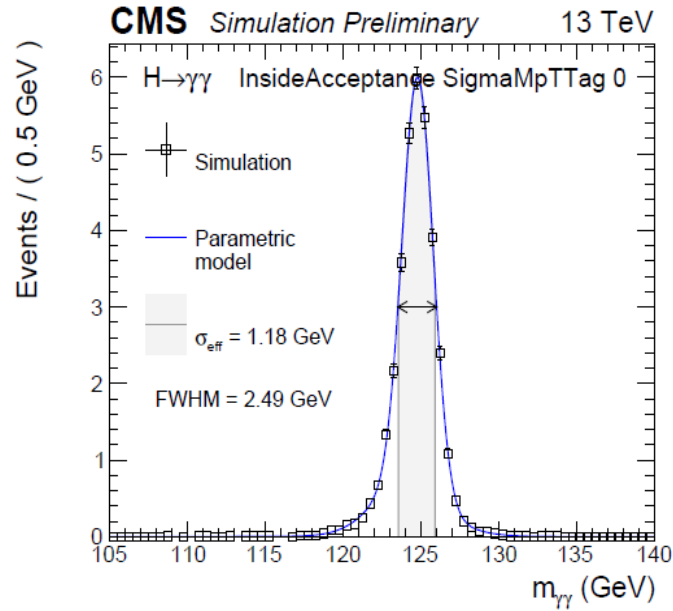 CMS Simulation Preliminary 13 TeV
H→γγ InsideAcceptance SigmaMpTTag 0
Simulation
Parametric
model
σeff = 1.18 GeV
FWHM = 2.49 GeV
Events / ( 0.5 GeV )
6
5
4
3
2
1
0
105 110 115 120 125 130 135 140
mγγ (GeV)